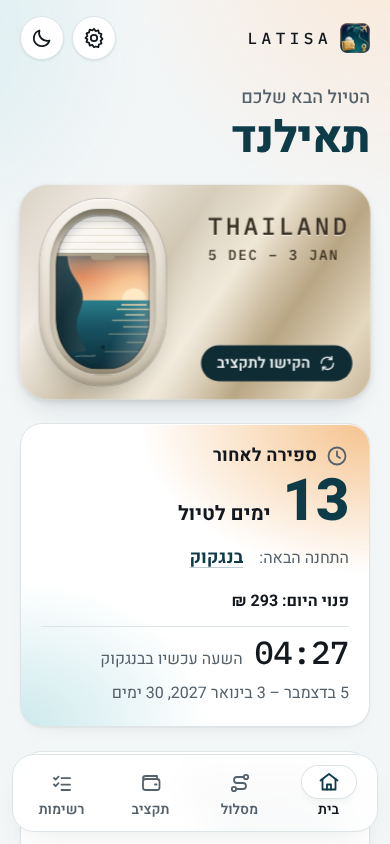 LATISA
הטיול הבא שלכם
תאילנד
THAILAND
5 DEC – 3 JAN
הקישו לתקציב
ספירה לאחור
13 ימים לטיול
התחנה הבאה: בנגקוק
פנוי היום: 293 ₪
04:27 השעה עכשיו בבנגקוק
5 בדצמבר – 3 בינואר 2027, 30 ימים
בית
מסלול
תקציב
רשימות